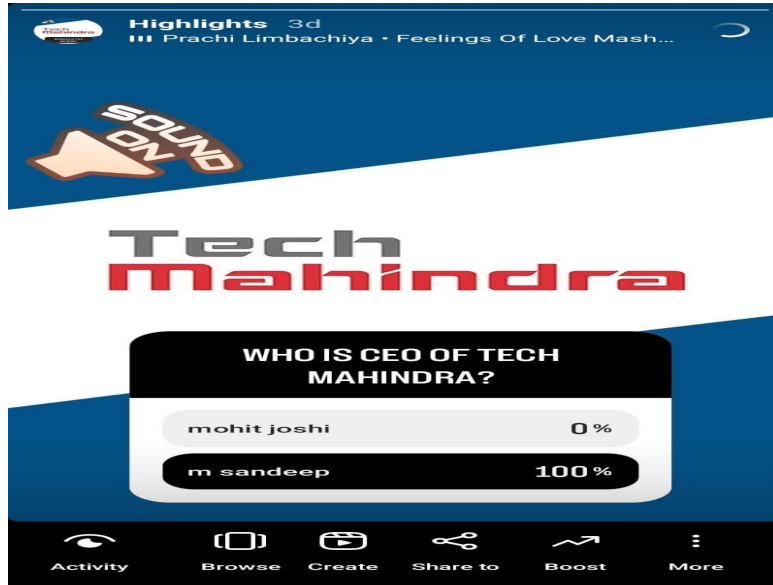 Tech
Mahindra
Highlights 3d
Prachi Limbachiya • Feelings Of Love Mash...
SOUND
ON
Tech
Mahindra
WHO IS CEO OF TECH
MAHINDRA?
mohit joshi 0%
m sandeep 100%
Activity Browse Create Share to Boost More